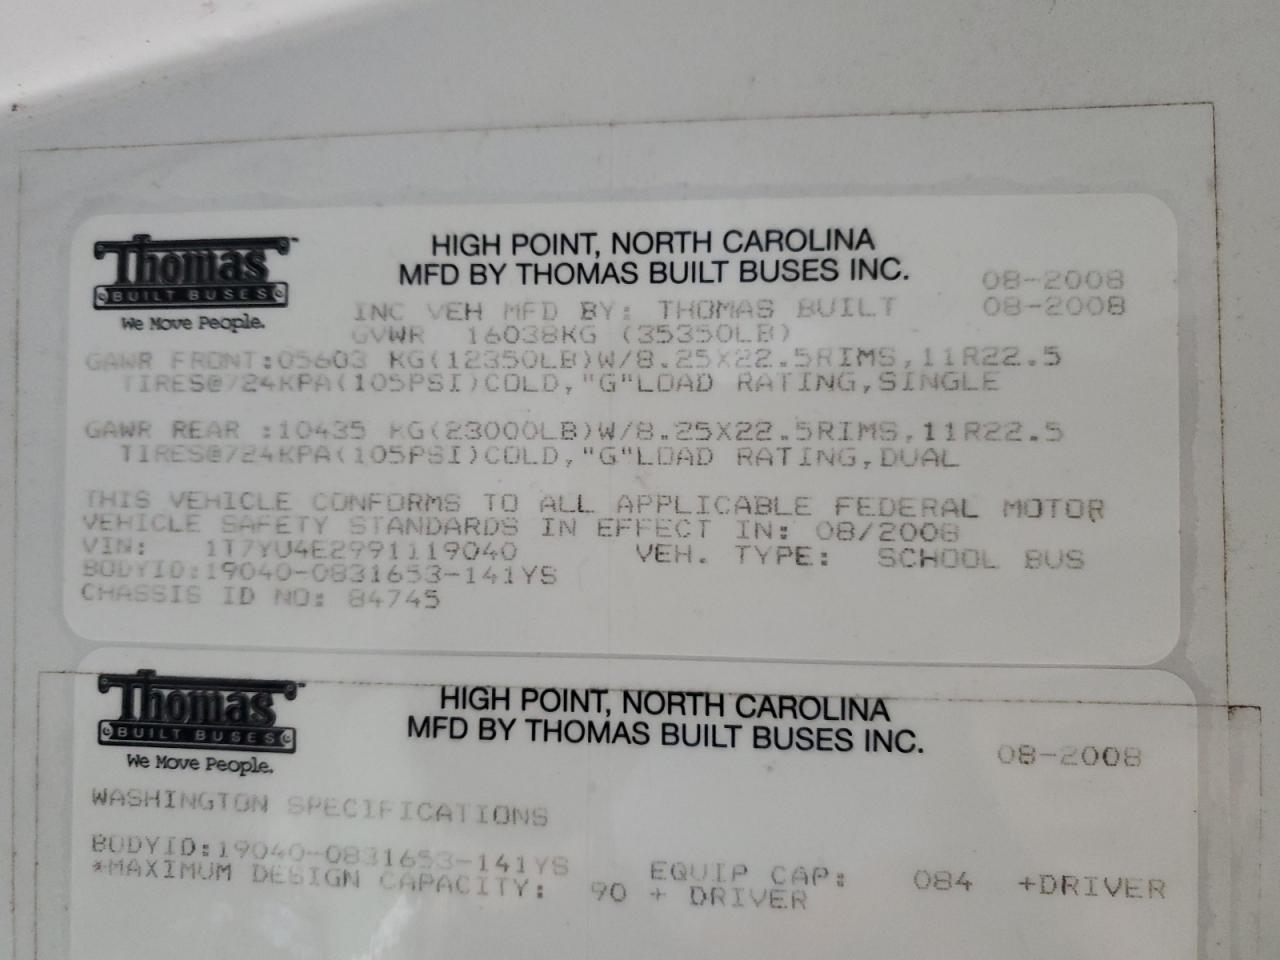 Thomas™
BUILT BUSES
We Move People.
HIGH POINT, NORTH CAROLINA
MFD BY THOMAS BUILT BUSES INC.
08-2008
INC VEH MFD BY: THOMAS BUILT 08-2008
GVWR 16038KG (35350LB)
GAWR FRONT:05603 KG(12350LB)W/8.25X22.5RIMS,11R22.5
TIRES@724KPA(105PSI)COLD,"G"LOAD RATING,SINGLE
GAWR REAR :10435 KG(23000LB)W/8.25X22.5RIMS,11R22.5
TIRES@724KPA(105PSI)COLD,"G"LOAD RATING,DUAL
THIS VEHICLE CONFORMS TO ALL APPLICABLE FEDERAL MOTOR
VEHICLE SAFETY STANDARDS IN EFFECT IN: 08/2008
VIN: 1T7YU4E2991119040 VEH. TYPE: SCHOOL BUS
BODYID:19040-0831653-141YS
CHASSIS ID NO: 84745
Thomas™
BUILT BUSES
We Move People.
HIGH POINT, NORTH CAROLINA
MFD BY THOMAS BUILT BUSES INC.
08-2008
WASHINGTON SPECIFICATIONS
BODYID:19040-0831653-141YS EQUIP CAP: 084 +DRIVER
*MAXIMUM DESIGN CAPACITY: 90 + DRIVER